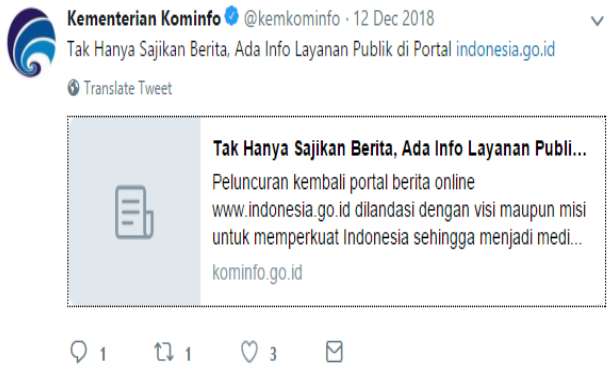 Kementerian Kominfo @kemkominfo · 12 Dec 2018
Tak Hanya Sajikan Berita, Ada Info Layanan Publik di Portal indonesia.go.id
Translate Tweet
Tak Hanya Sajikan Berita, Ada Info Layanan Publi...
Peluncuran kembali portal berita online
www.indonesia.go.id dilandasi dengan visi maupun misi
untuk memperkuat Indonesia sehingga menjadi medi...
kominfo.go.id
1 1 3